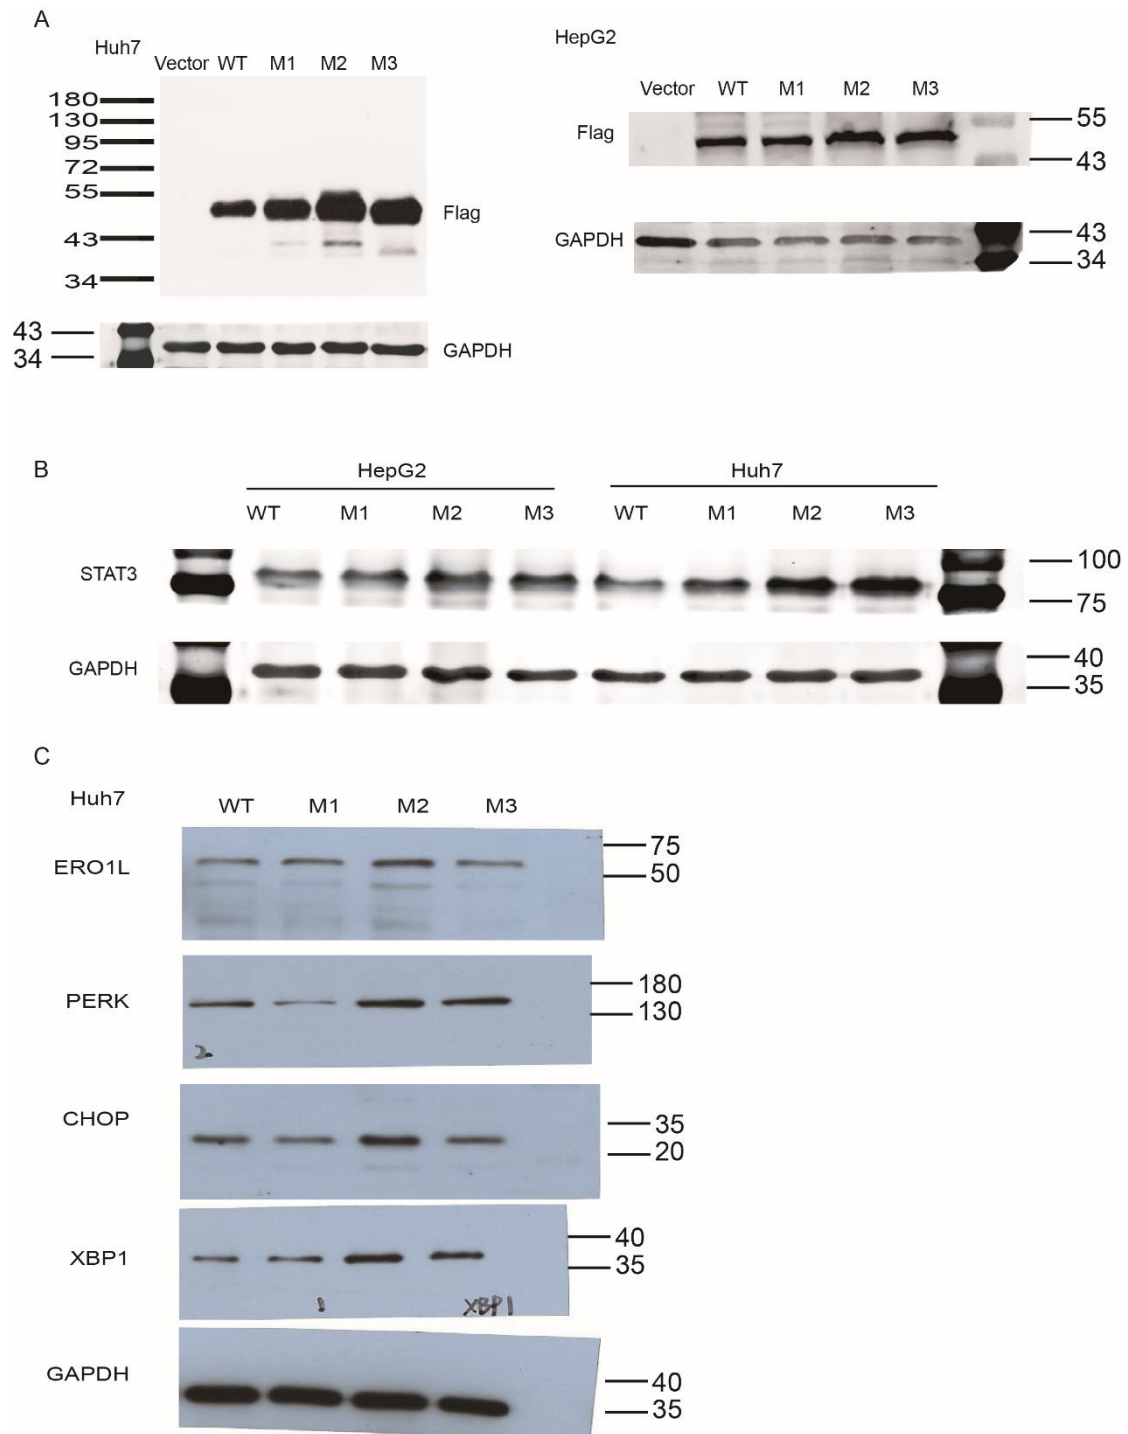 A
Huh7
Vector WT M1 M2 M3
180
130
95
72
55
43
34
Flag
43
34
GAPDH
HepG2
Vector WT M1 M2 M3
Flag
55
43
GAPDH
43
34
B
HepG2 Huh7
WT M1 M2 M3 WT M1 M2 M3
STAT3
100
75
GAPDH
40
35
C
Huh7
WT M1 M2 M3
ERO1L
75
50
PERK
180
130
2
CHOP
35
20
XBP1
40
35
! XBP1
GAPDH
40
35